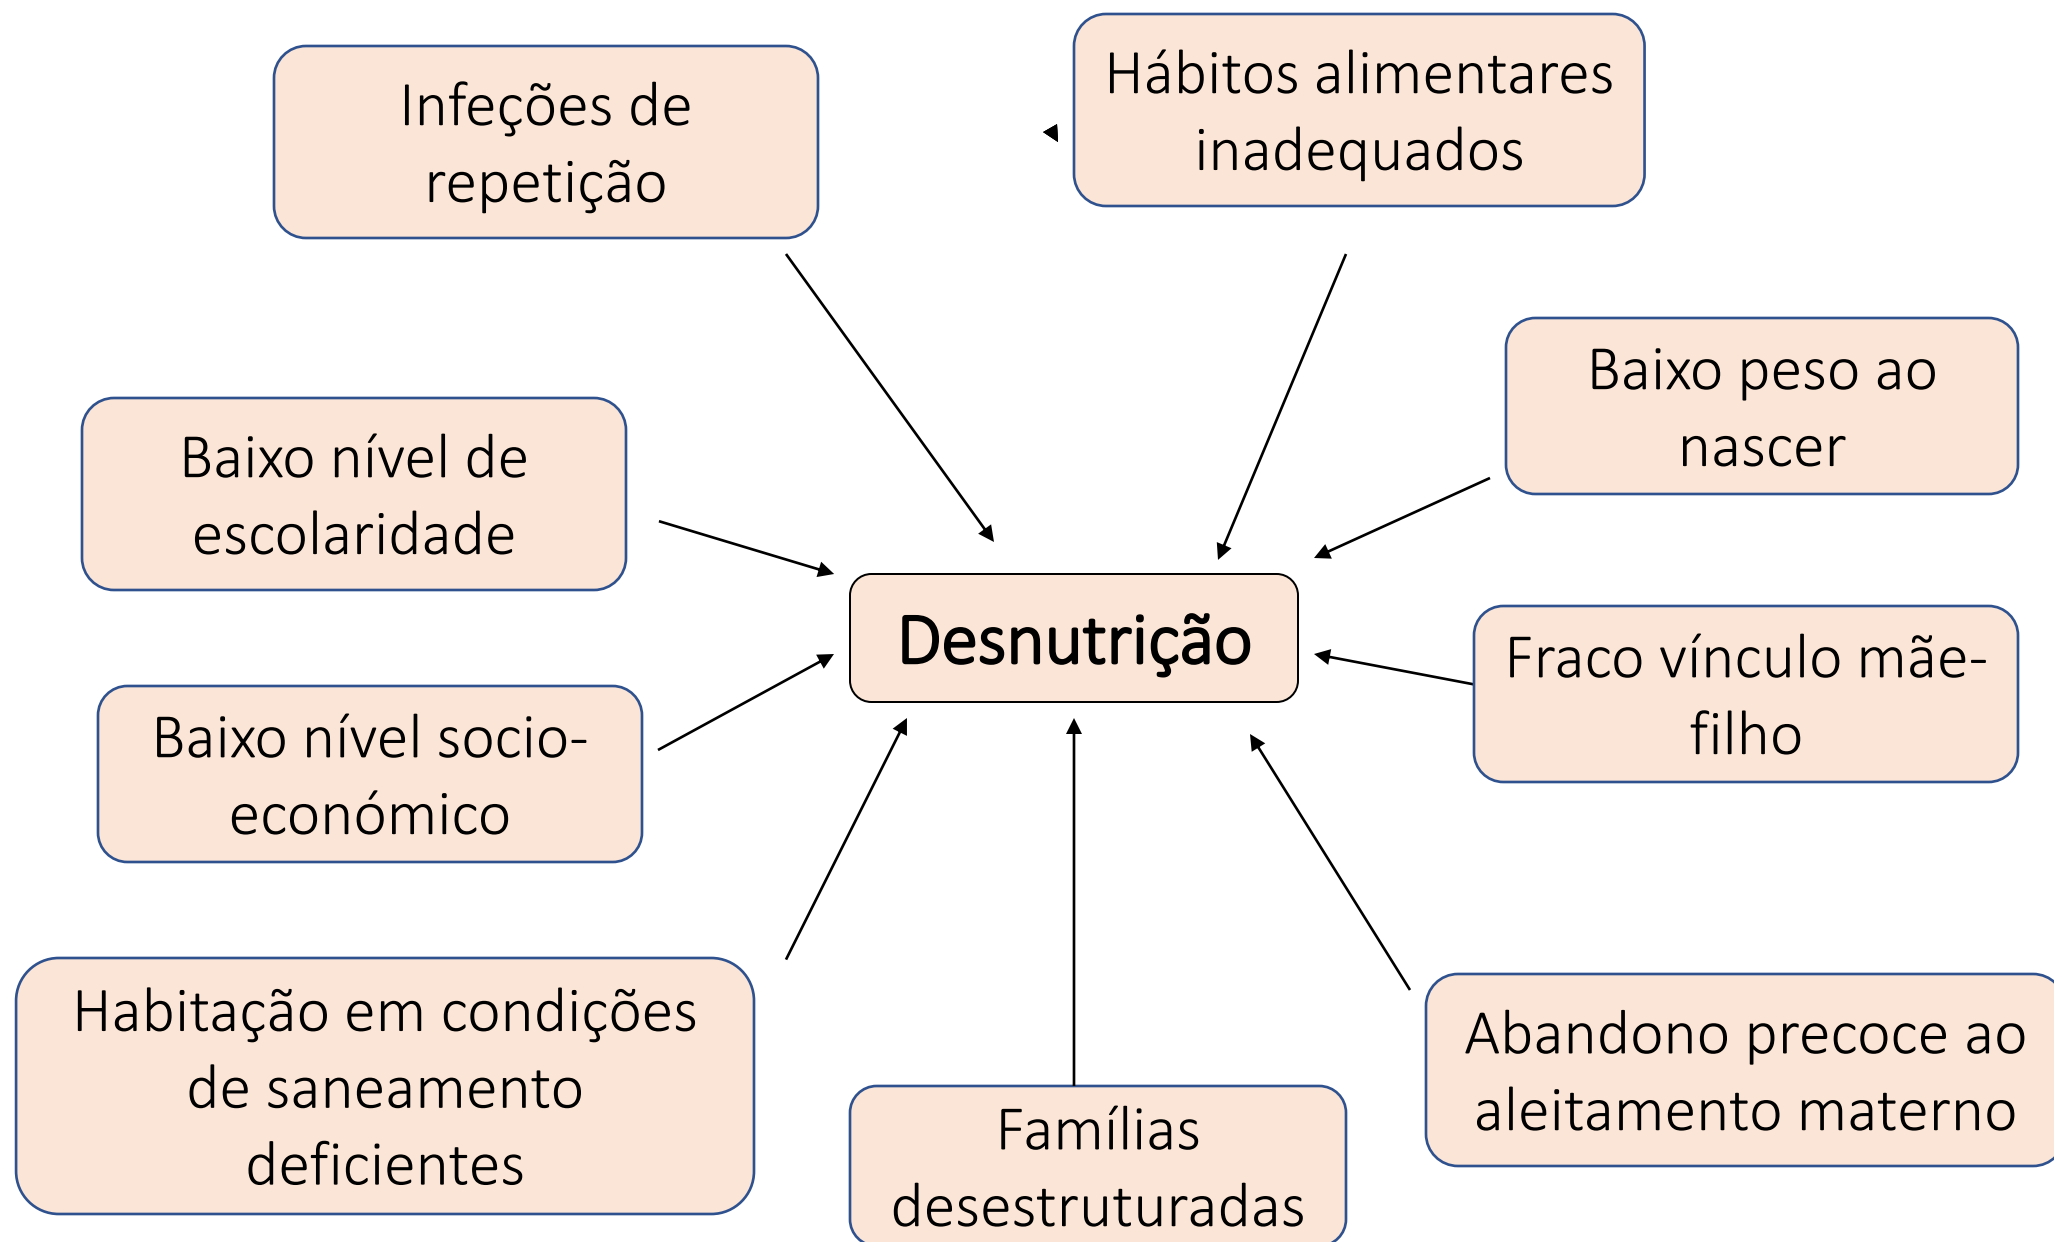 Infeções de
repetição
Hábitos alimentares
inadequados
Baixo peso ao
nascer
Baixo nível de
escolaridade
Desnutrição
Fraco vínculo mãe-
filho
Baixo nível socio-
económico
Habitação em condições
de saneamento
deficientes
Famílias
desestruturadas
Abandono precoce ao
aleitamento materno